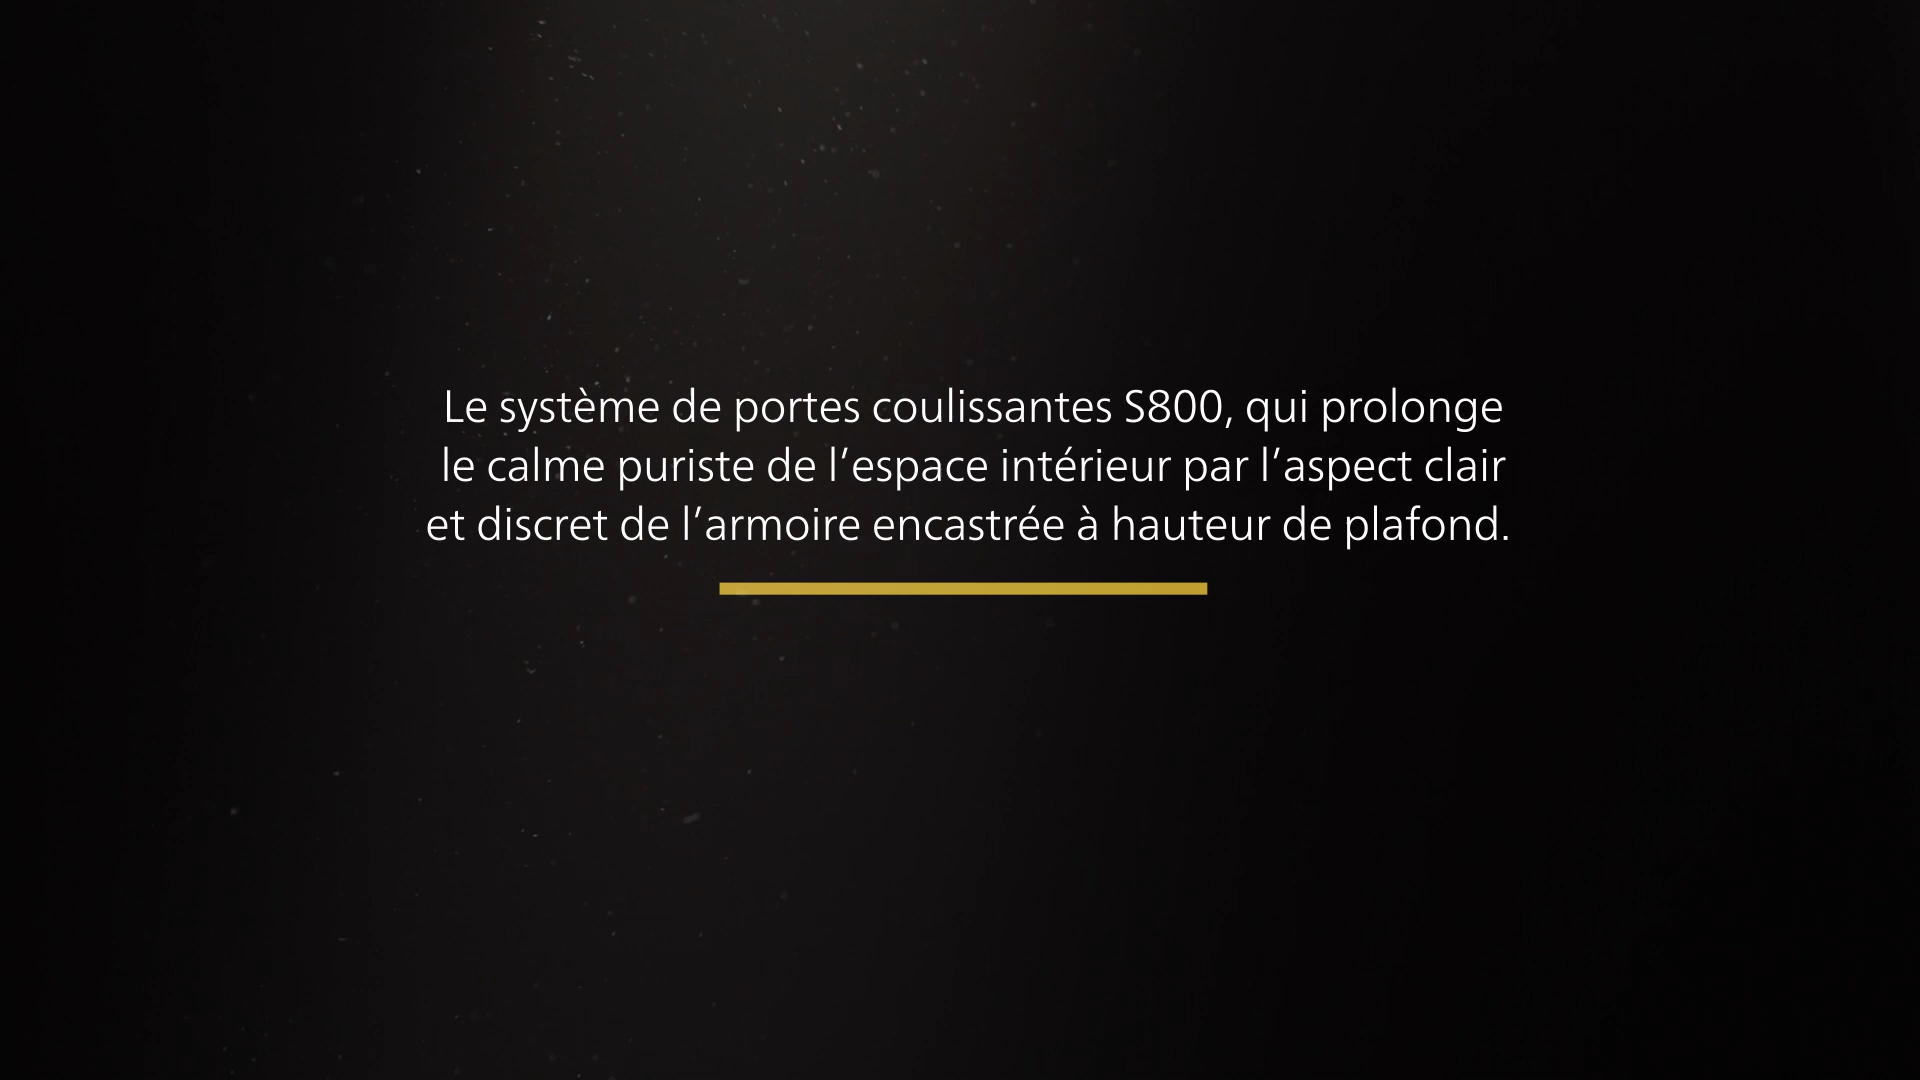 Le système de portes coulissantes S800, qui prolonge
le calme puriste de l’espace intérieur par l’aspect clair
et discret de l’armoire encastrée à hauteur de plafond.